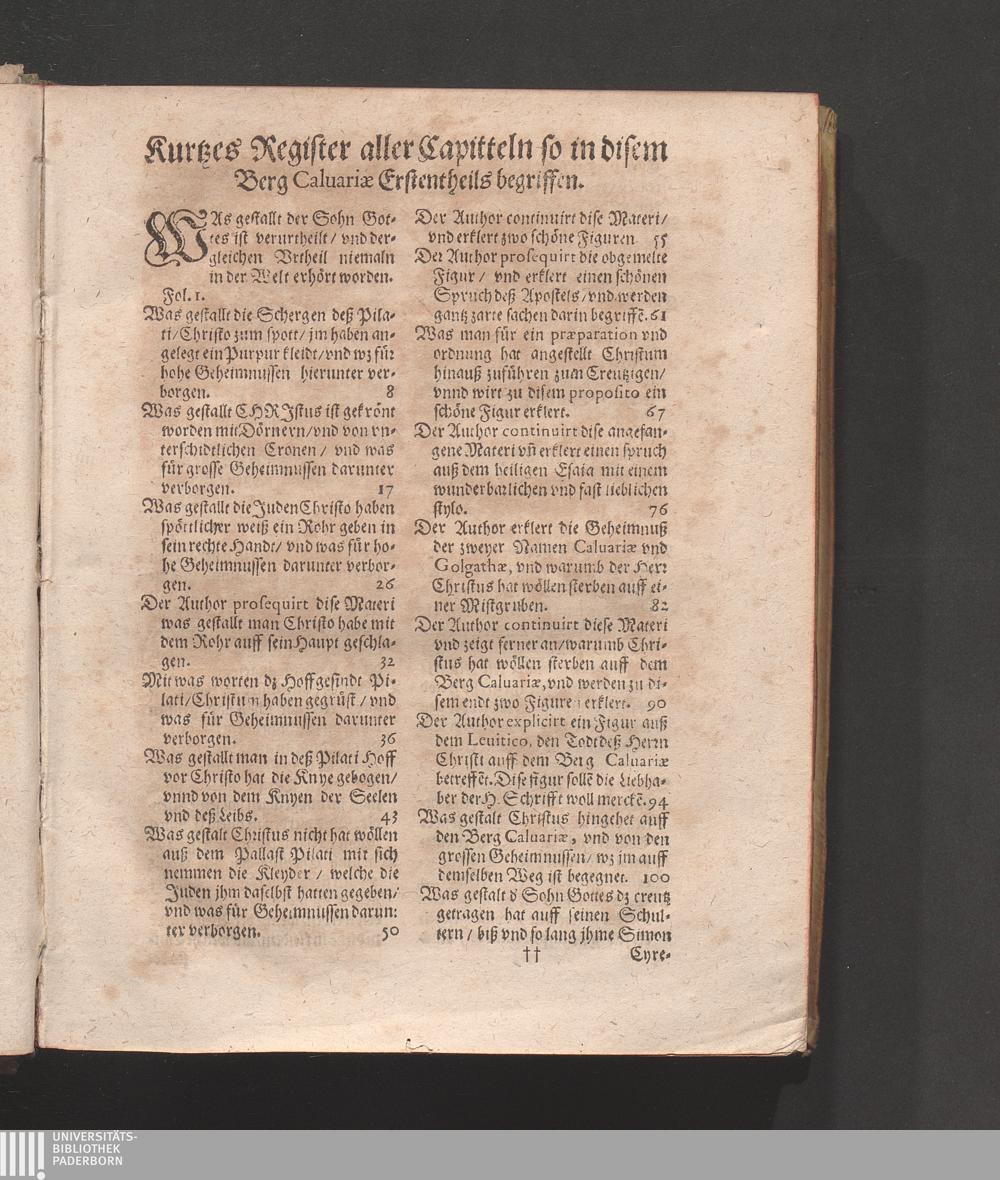 Kurtzes Register aller Capitteln so in disem
Berg Caluariæ Erstentheils begriffen.
WAs gestallt der Sohn Got-
tes ist verurtheilt / vnd der-
gleichen Vrtheil niemaln
in der Welt erhört worden.
Fol. 1.
Was gestallt die Schergen deß Pila-
ti / Christo zum spott / jm haben an-
gelegt ein Purpur kleidt / vnd wz für
hohe Geheimnussen hierunter ver-
borgen. 8
Was gestallt CHRJstus ist gekrönt
worden mit Dörnern / vnd von vn-
terschidtlichen Cronen / vnd was
für grosse Geheimnussen darunter
verborgen. 17
Was gestallt die Juden Christo haben
spöttlicher weiß ein Rohr geben in
sein rechte Handt / vnd was für ho-
he Geheimnussen darunter verbor-
gen. 26
Der Author prosequirt dise Materi
was gestallt man Christo habe mit
dem Rohr auff sein Haupt geschla-
gen. 32
Mit was worten dz Hoffgesindt Pi-
lati / Christum haben gegrüst / vnd
was für Geheimnussen darunter
verborgen. 36
Was gestallt man in deß Pilati Hoff
vor Christo hat die Knye gebogen /
vnnd von dem Knyen der Seelen
vnd deß Leibs. 43
Was gestalt Christus nicht hat wöllen
auß dem Pallast Pilati mit sich
nemmen die Kleyder / welche die
Juden jhm daselbst hatten gegeben /
vnd was für Geheimnussen darun-
ter verborgen. 50
Der Author continuirt dise Materi /
vnd erklert zwo schöne Figuren 55
Der Author prosequirt die obgemelte
Figur / vnd erklert einen schönen
Spruch deß Apostels / vnd werden
gantz zarte sachen darin begriffē. 61
Was man für ein præparation vnd
ordnung hat angestellt Christum
hinauß zuführen zum Creutzigen /
vnnd wirt zu disem proposito ein
schöne Figur erklert. 67
Der Author continuirt dise angefan-
gene Materi vñ erklert einen spruch
auß dem heiligen Esaia mit einem
wunderbarlichen vnd fast lieblichen
stylo. 76
Der Author erklert die Geheimnuß
der zweyer Namen Caluariæ vnd
Golgathæ, vnd warumb der Herr
Christus hat wöllen sterben auff ei-
ner Mistgruben. 82
Der Author continuirt diese Materi
vnd zeigt ferner an / warumb Chri-
stus hat wöllen sterben auff dem
Berg Caluariæ, vnd werden zu di-
sem endt zwo Figuren erklert. 90
Der Author explicirt ein Figur auß
dem Leuitico, den Todt deß Herrn
Christi auff dem Berg Caluariæ
betreffēt. Dise figur sollē die Liebha-
ber der H. Schrifft woll merckē. 94
Was gestalt Christus hingehet auff
den Berg Caluariæ, vnd von den
grossen Geheimnussen / wz jm auff
demselben Weg ist begegnet. 100
Was gestalt d̕ Sohn Gottes dz creutz
getragen hat auff seinen Schul-
tern / biß vnd so lang jhme Simon
†† Cyre-
UNIVERSITÄTS-
BIBLIOTHEK
PADERBORN